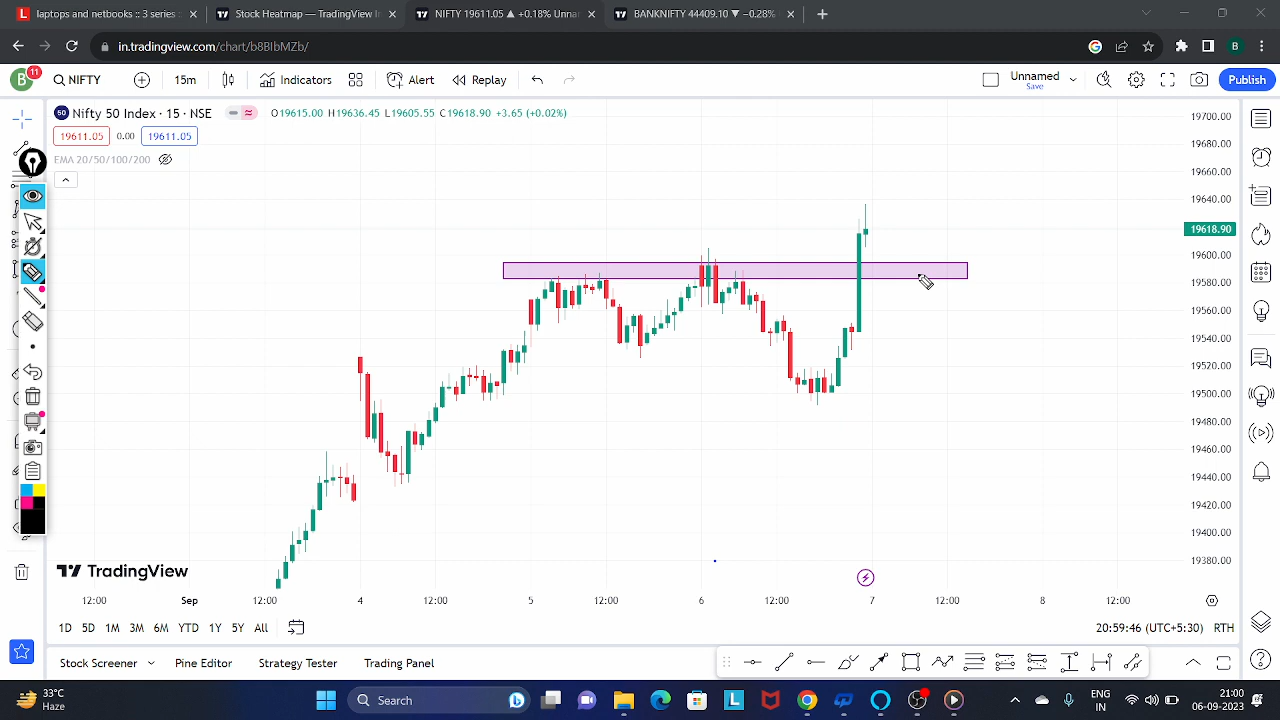 laptops and netbooks :: 3 series
Stock Heatmap — TradingView I
NIFTY 19611.05 ▲ +0.18% Unnar
BANKNIFTY 44409.10 ▼ −0.28%
in.tradingview.com/chart/b8BIbMZb/
B
B
11
NIFTY
15m
Indicators
Alert
Replay
Unnamed
Save
Publish
50
Nifty 50 Index · 15 · NSE
O19615.00 H19636.45 L19605.55 C19618.90 +3.65 (+0.02%)
19611.05
0.00
19611.05
EMA 20/50/100/200
19700.00
19680.00
19660.00
19640.00
19618.90
19600.00
19580.00
19560.00
19540.00
19520.00
19500.00
19480.00
19460.00
19440.00
19420.00
19400.00
19380.00
TradingView
12:00
Sep
12:00
4
12:00
5
12:00
6
12:00
7
12:00
8
12:00
1D
5D
1M
3M
6M
YTD
1Y
5Y
All
20:59:46 (UTC+5:30)
RTH
Stock Screener
Pine Editor
Strategy Tester
Trading Panel
33°C
Haze
Search
L
ENG
IN
21:00
06-09-2023